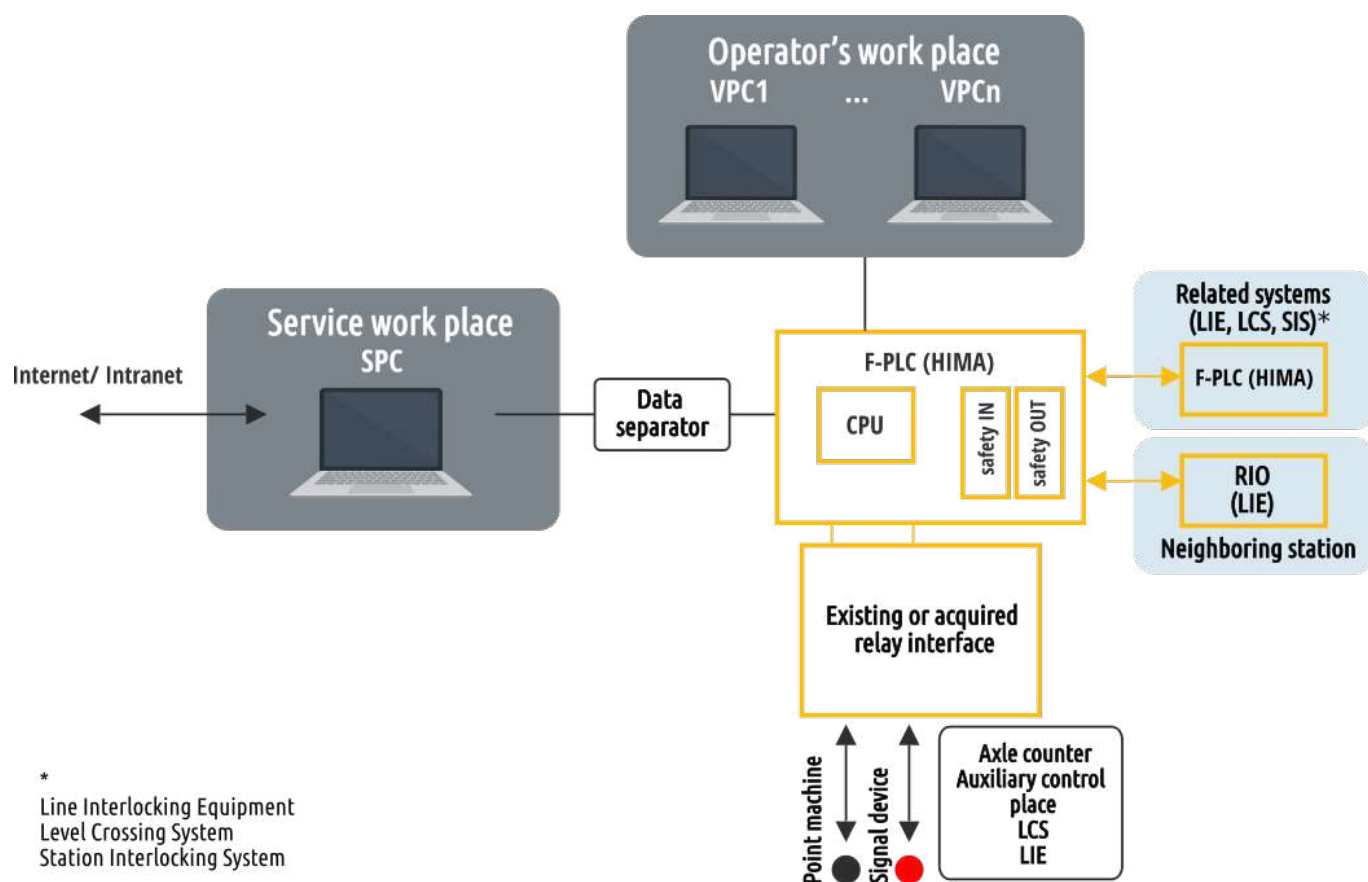 Operator's work place
VPC1 ... VPCn
Service work place
SPC
Internet/ Intranet
Data
separator
F-PLC (HIMA)
CPU
safety IN
safety OUT
Related systems
(LIE, LCS, SIS)*
F-PLC (HIMA)
RIO
(LIE)
Neighboring station
Existing or acquired
relay interface
Point machine
Signal device
Axle counter
Auxiliary control
place
LCS
LIE
*
Line Interlocking Equipment
Level Crossing System
Station Interlocking System